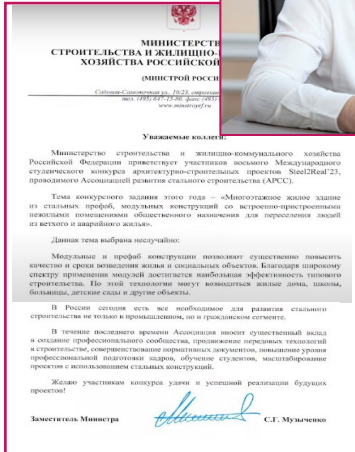 МИНИСТЕРСТ
СТРОИТЕЛЬСТВА И ЖИЛИЩНО-
ХОЗЯЙСТВА РОССИЙСКОЙ
(МИНСТРОЙ РОССИ
Садовая-Самотечная ул., 10/23,
тел. (495) 647-15-80, факс (495)
www.minstroyrf.ru
Уважаемые коллеги!
Министерство строительства и жилищно-коммунального хозяйства
Российской Федерации приветствует участников восьмого Международного
студенческого конкурса архитектурно-строительных проектов Steel2Real'23,
проводимого Ассоциацией развития стального строительства (АРСС).
Тема конкурсного задания этого года – «Многоэтажное жилое здание
из стальных префаб, модульных конструкций со встроенно-пристроенными
нежилыми помещениями общественного назначения для переселения людей
из ветхого и аварийного жилья».
Данная тема выбрана неслучайно:
Модульные и префаб конструкции позволяют существенно повысить
качество и сроки возведения жилья и социальных объектов. Благодаря широкому
спектру применения модулей достигается наибольшая эффективность типового
строительства. По этой технологии могут возводиться жилые дома, школы,
больницы, детские сады и другие объекты.
В России сегодня есть все необходимое для развития стального
строительства не только в промышленном, но и гражданском сегменте.
В течение последнего времени Ассоциация вносит существенный вклад
в создание профессионального сообщества, продвижение передовых технологий
в строительстве, совершенствование нормативных документов, повышение уровня
профессиональной подготовки кадров, обучение студентов, масштабирование
проектов с использованием стальных конструкций.
Желаю участникам конкурса удачи и успешной реализации будущих
проектов!
Заместитель Министра
С.Г. Музыченко